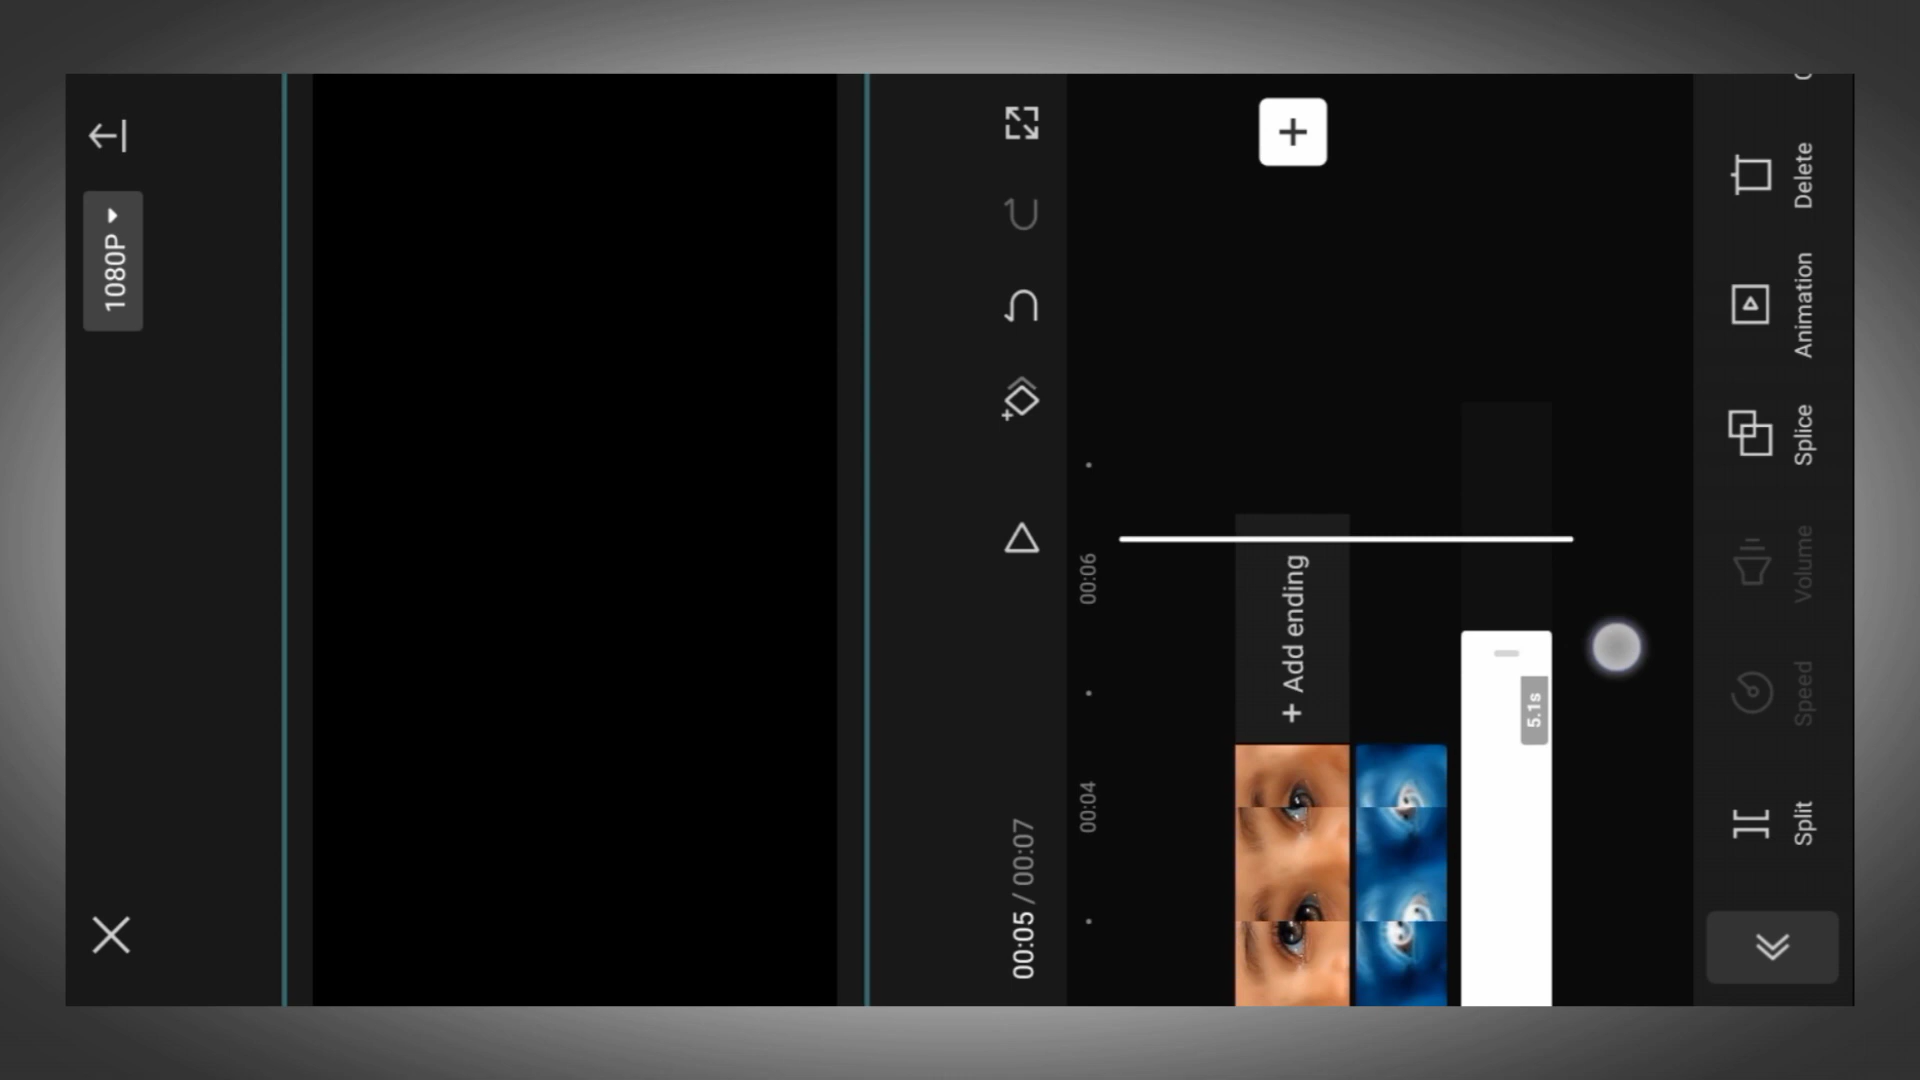 1080P
00:05 / 00:07
00:04
00:06
+ Add ending
5.1s
Split
Speed
Volume
Splice
Animation
Delete